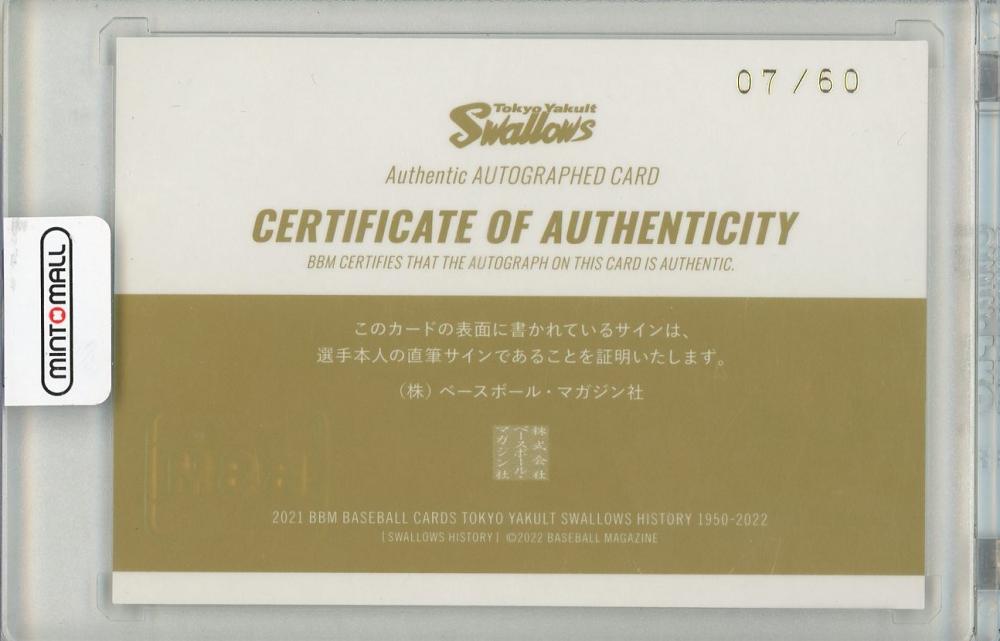 07/60
Tokyo Yakult
Swallows
Authentic AUTOGRAPHED CARD
CERTIFICATE OF AUTHENTICITY
BBM CERTIFIES THAT THE AUTOGRAPH ON THIS CARD IS AUTHENTIC.
MINTOMALL
このカードの表面に書かれているサインは、
選手本人の直筆サインであることを証明いたします。
（株）ベースボール・マガジン社
株式会社
ベースボール・
マガジン社
2021 BBM BASEBALL CARDS TOKYO YAKULT SWALLOWS HISTORY 1950-2022
[SWALLOWS HISTORY] ©2022 BASEBALL MAGAZINE